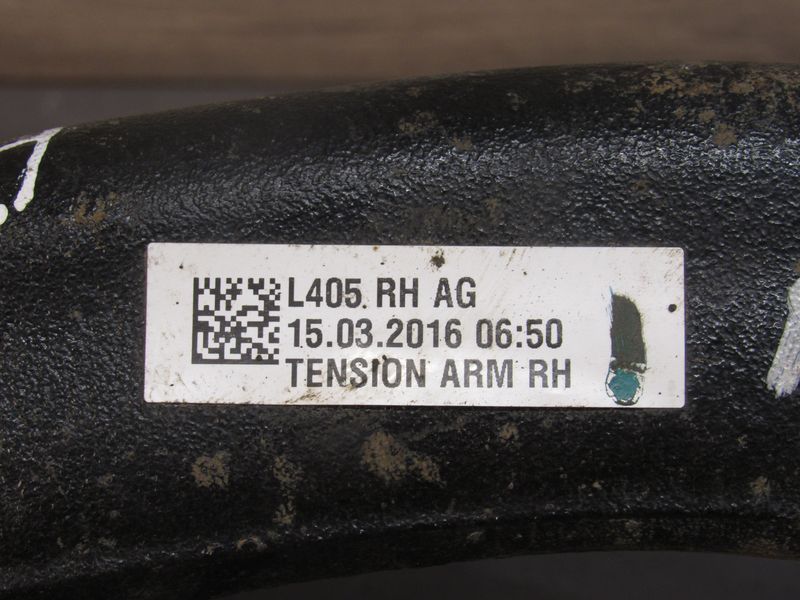 L405 RH AG
15.03.2016 06:50
TENSION ARM RH